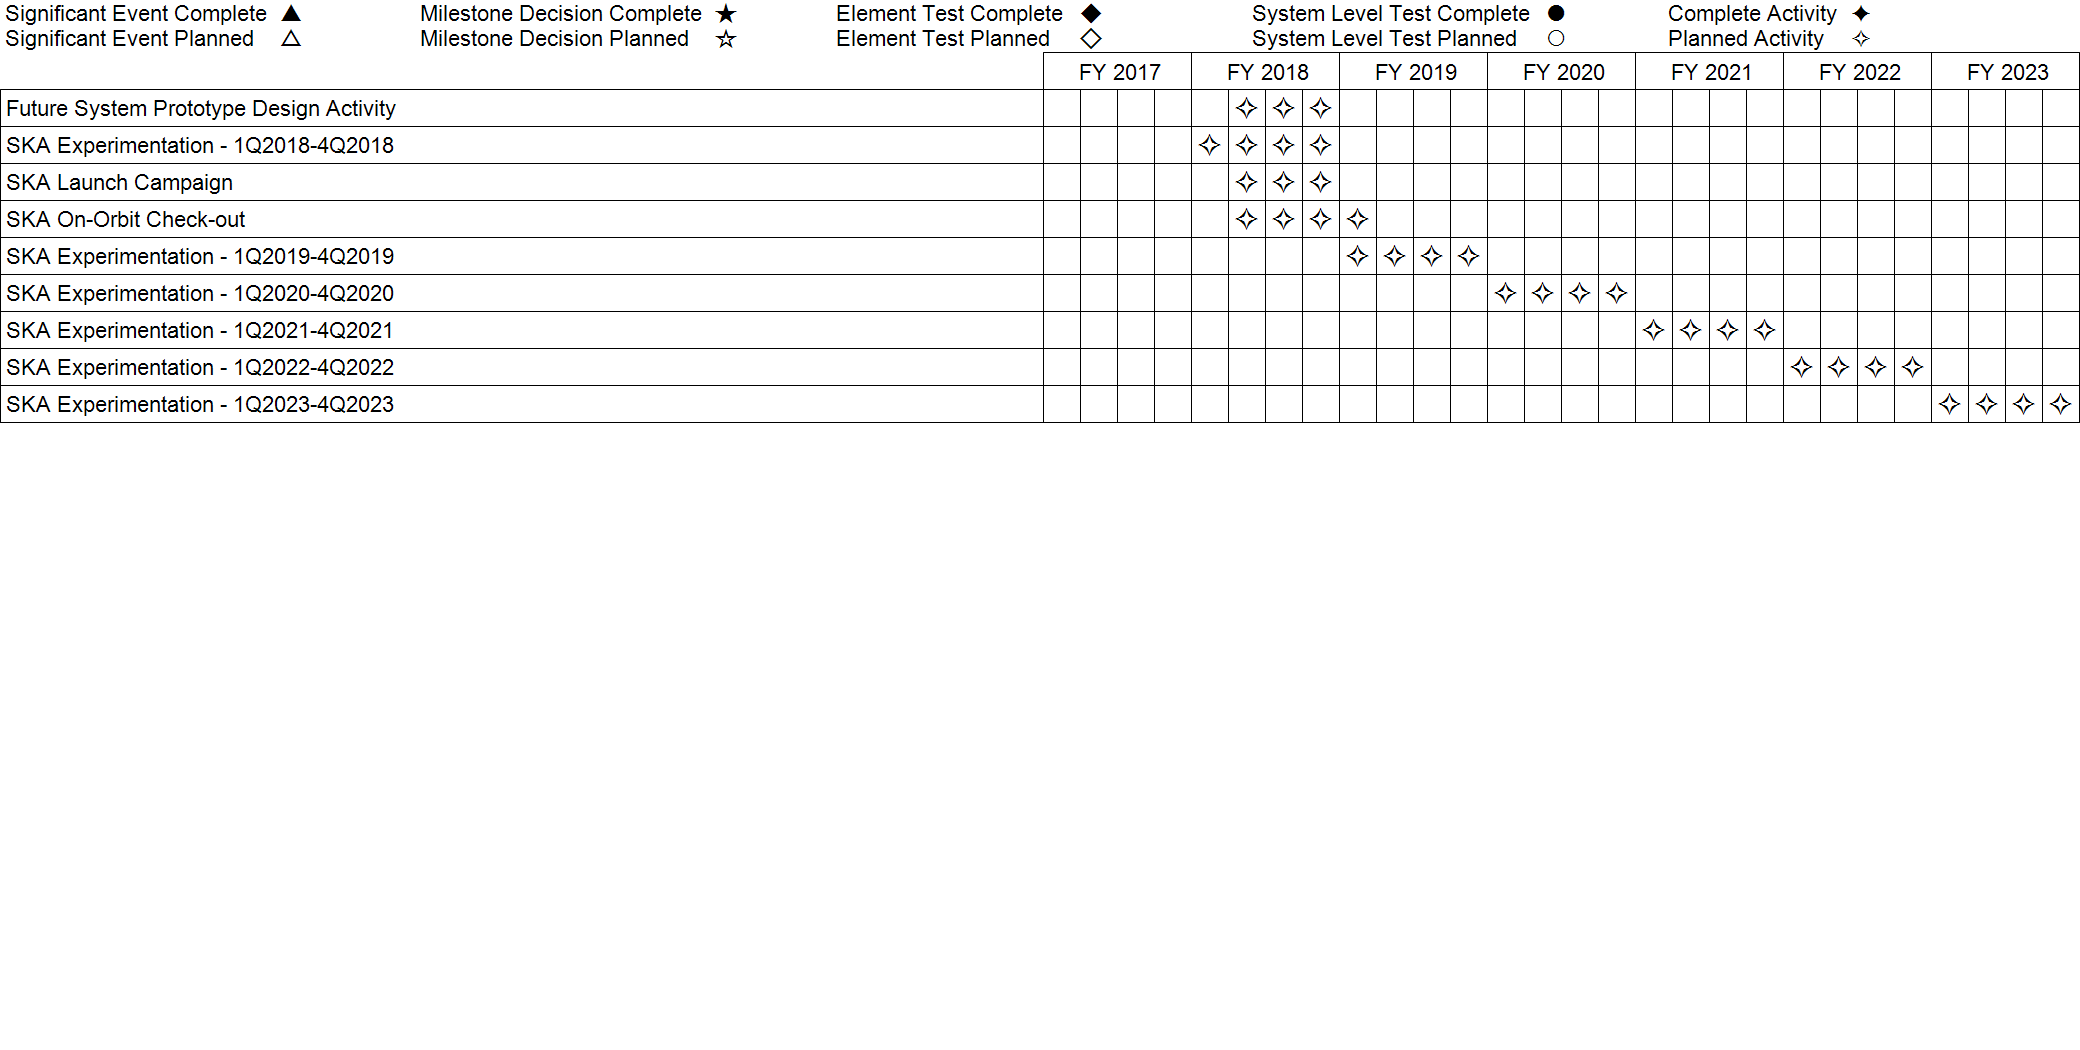 Significant Event Complete ▲ Milestone Decision Complete ★ Element Test Complete ◆ System Level Test Complete ● Complete Activity ✦
Significant Event Planned △ Milestone Decision Planned ☆ Element Test Planned ◇ System Level Test Planned ○ Planned Activity ✧
FY 2017 FY 2018 FY 2019 FY 2020 FY 2021 FY 2022 FY 2023
Future System Prototype Design Activity ✧ ✧ ✧
SKA Experimentation - 1Q2018-4Q2018 ✧ ✧ ✧ ✧
SKA Launch Campaign ✧ ✧ ✧
SKA On-Orbit Check-out ✧ ✧ ✧ ✧
SKA Experimentation - 1Q2019-4Q2019 ✧ ✧ ✧ ✧
SKA Experimentation - 1Q2020-4Q2020 ✧ ✧ ✧ ✧
SKA Experimentation - 1Q2021-4Q2021 ✧ ✧ ✧ ✧
SKA Experimentation - 1Q2022-4Q2022 ✧ ✧ ✧ ✧
SKA Experimentation - 1Q2023-4Q2023 ✧ ✧ ✧ ✧